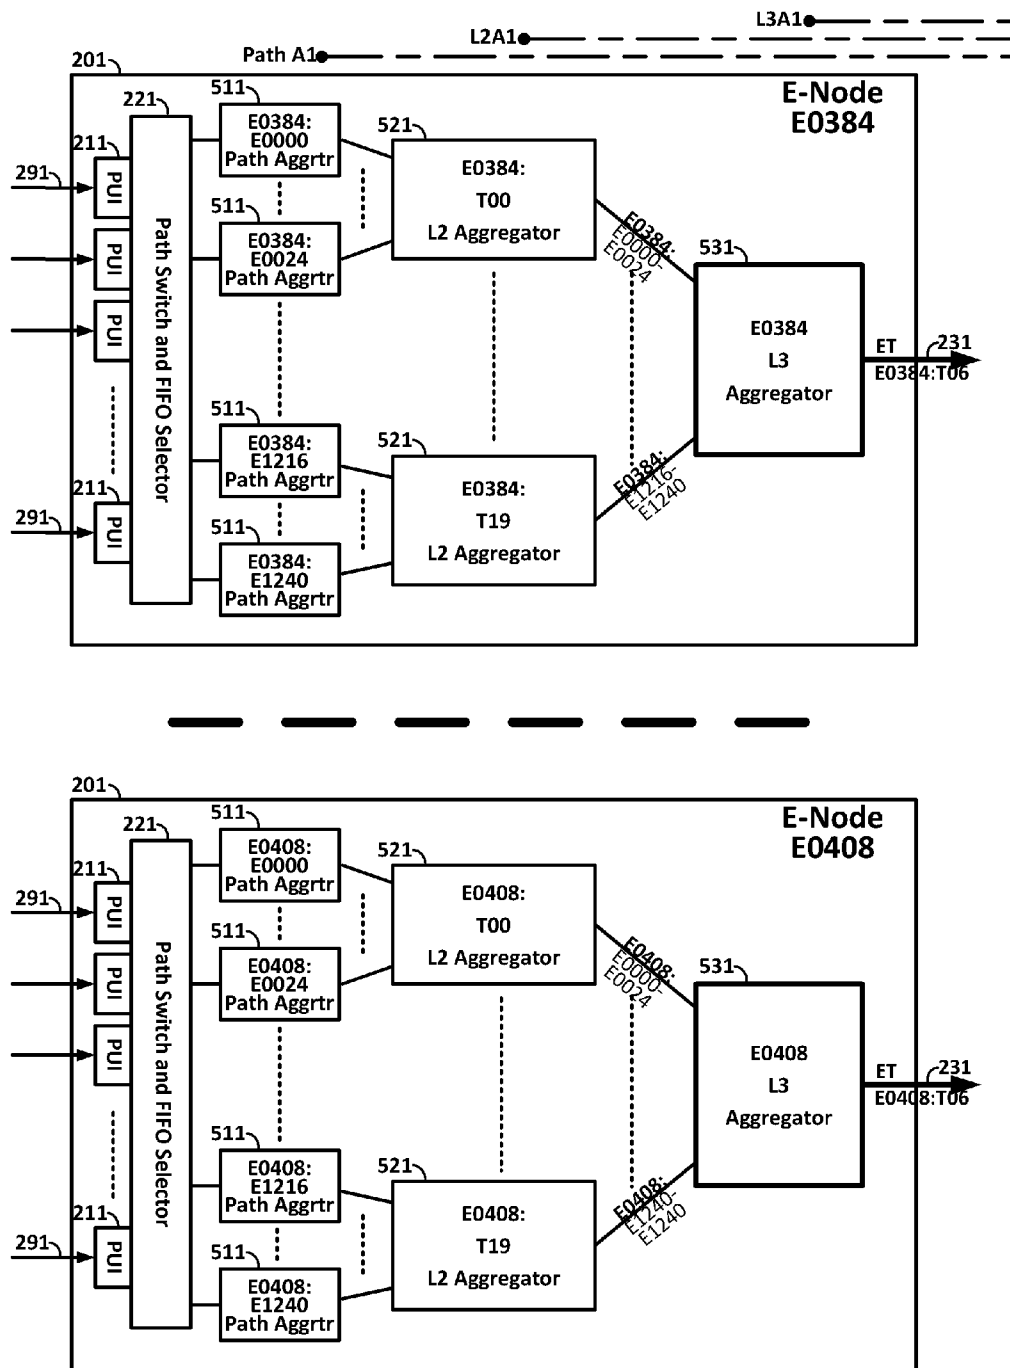 L3A1
L2A1
Path A1
201
E-Node
E0384
221
511
E0384:
E0000
Path Aggrtr
521
E0384:
T00
L2 Aggregator
211
291
PUI
PUI
PUI
Path Switch and FIFO Selector
511
E0384:
E0024
Path Aggrtr
E0384:
E0000-
E0024
531
E0384
L3
Aggregator
ET
231
E0384:T06
511
E0384:
E1216
Path Aggrtr
521
E0384:
T19
L2 Aggregator
E0384:
E1216-
E1240
211
291
PUI
511
E0384:
E1240
Path Aggrtr
201
E-Node
E0408
221
511
E0408:
E0000
Path Aggrtr
521
E0408:
T00
L2 Aggregator
211
291
PUI
PUI
PUI
Path Switch and FIFO Selector
511
E0408:
E0024
Path Aggrtr
E0408:
E0000-
E0024
531
E0408
L3
Aggregator
ET
231
E0408:T06
511
E0408:
E1216
Path Aggrtr
521
E0408:
T19
L2 Aggregator
E0408:
E1240-
E1240
211
291
PUI
511
E0408:
E1240
Path Aggrtr